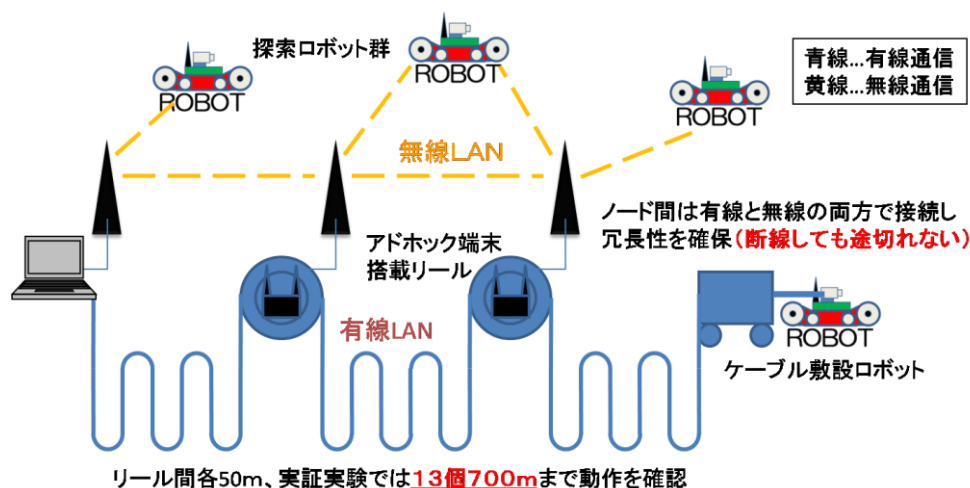 探索ロボット群
ROBOT
ROBOT
ROBOT
青線...有線通信
黄線...無線通信
無線LAN
ノード間は有線と無線の両方で接続し
冗長性を確保(断線しても途切れない)
アドホック端末
搭載リール
有線LAN
ROBOT
ケーブル敷設ロボット
リール間各50m、実証実験では13個700mまで動作を確認